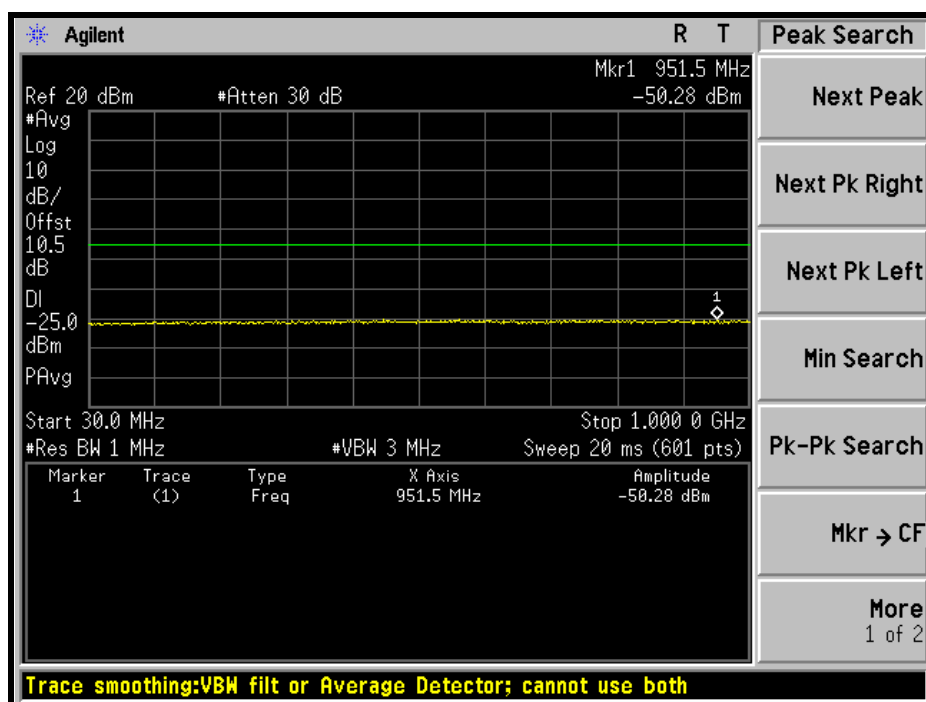 Agilent R T Peak Search
Mkr1 951.5 MHz
Ref 20 dBm #Atten 30 dB -50.28 dBm
Next Peak
#Avg
Log
10
dB/
Offst
10.5
dB
DI
-25.0
dBm
PAvg
1
Next Pk Right
Next Pk Left
Min Search
Start 30.0 MHz Stop 1.000 0 GHz
#Res BW 1 MHz #VBW 3 MHz Sweep 20 ms (601 pts)
Pk-Pk Search
Marker Trace Type X Axis Amplitude
1 (1) Freq 951.5 MHz -50.28 dBm
Mkr → CF
More
1 of 2
Trace smoothing:VBW filt or Average Detector; cannot use both